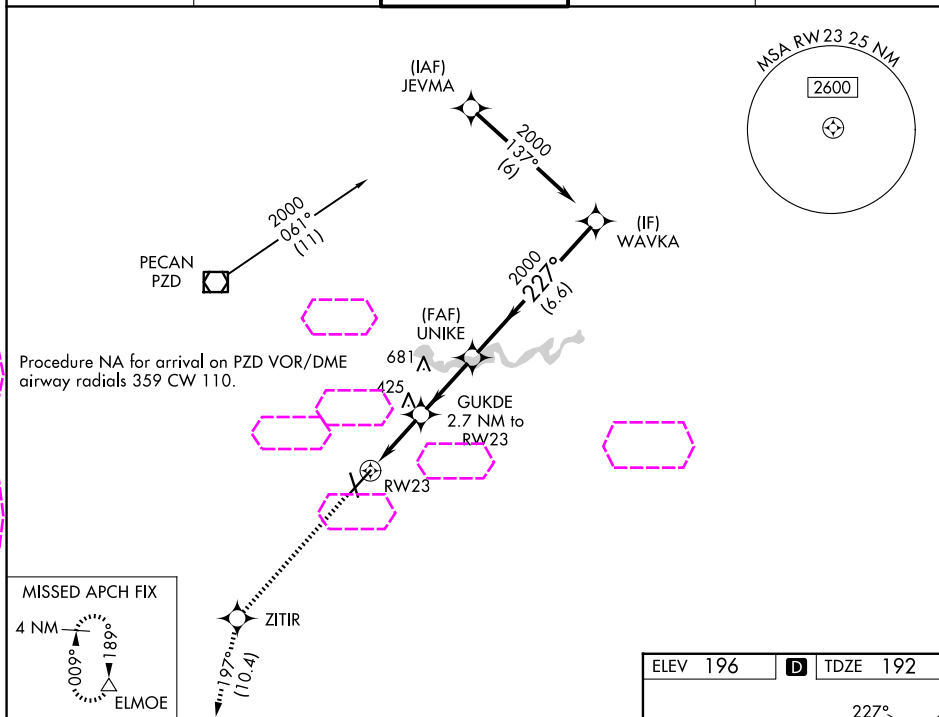 MSA RW23 25 NM
2600
(IAF)
JEVMA
2000
137°
(6)
(IF)
WAVKA
2000
061°
(11)
PECAN
PZD
2000
227°
(6.6)
(FAF)
UNIKE
681
Procedure NA for arrival on PZD VOR/DME
airway radials 359 CW 110.
425
GUKDE
2.7 NM to
RW23
RW23
MISSED APCH FIX
4 NM
009°
189°
ELMOE
ZITIR
197°
(10.4)
ELEV 196
D
TDZE 192
227°